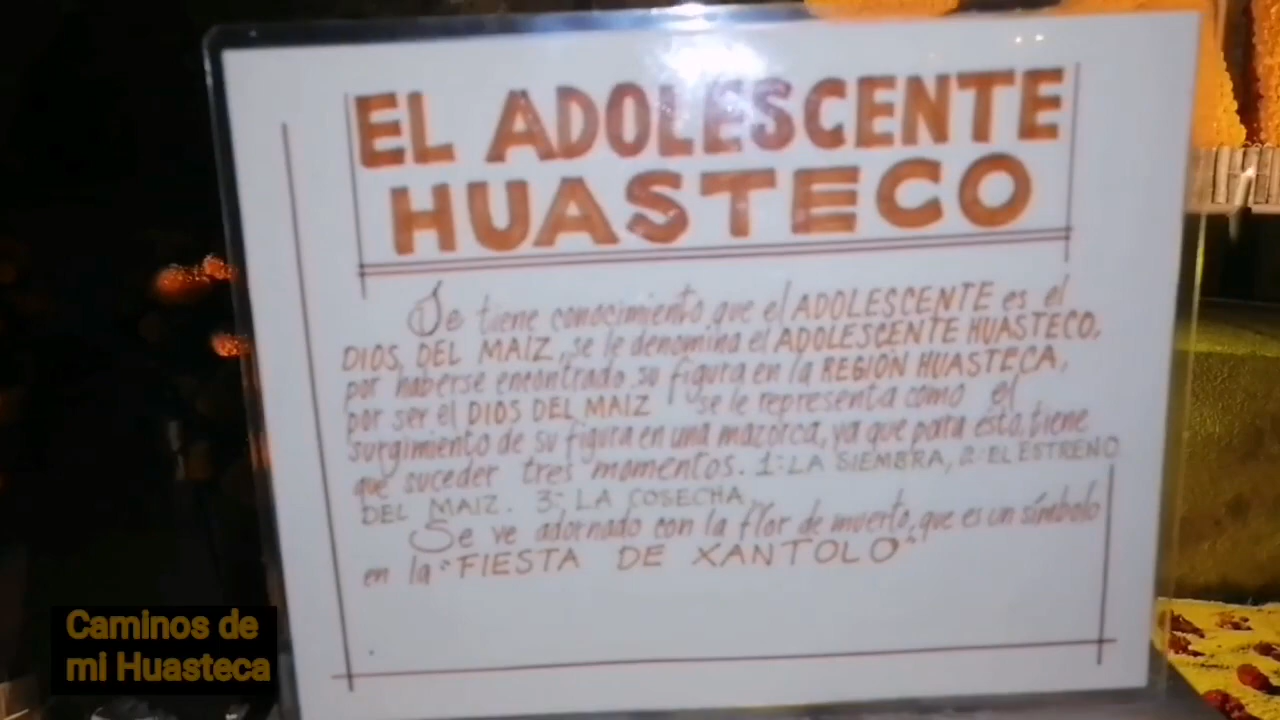 EL ADOLESCENTE
HUASTECO
Se tiene conocimiento que el ADOLESCENTE es el
DIOS DEL MAIZ, se le denomina el ADOLESCENTE HUASTECO,
por haberse encontrado su figura en la REGION HUASTECA,
por ser el DIOS DEL MAIZ se le representa como el
surgimiento de su figura en una mazorca, ya que para ésto, tiene
que suceder tres momentos. 1- LA SIEMBRA, 2- EL ESTRENO
DEL MAIZ. 3- LA COSECHA.
Se ve adornado con la flor de muerto, que es un símbolo
en la "FIESTA DE XANTOLO"
Caminos de
mi Huasteca